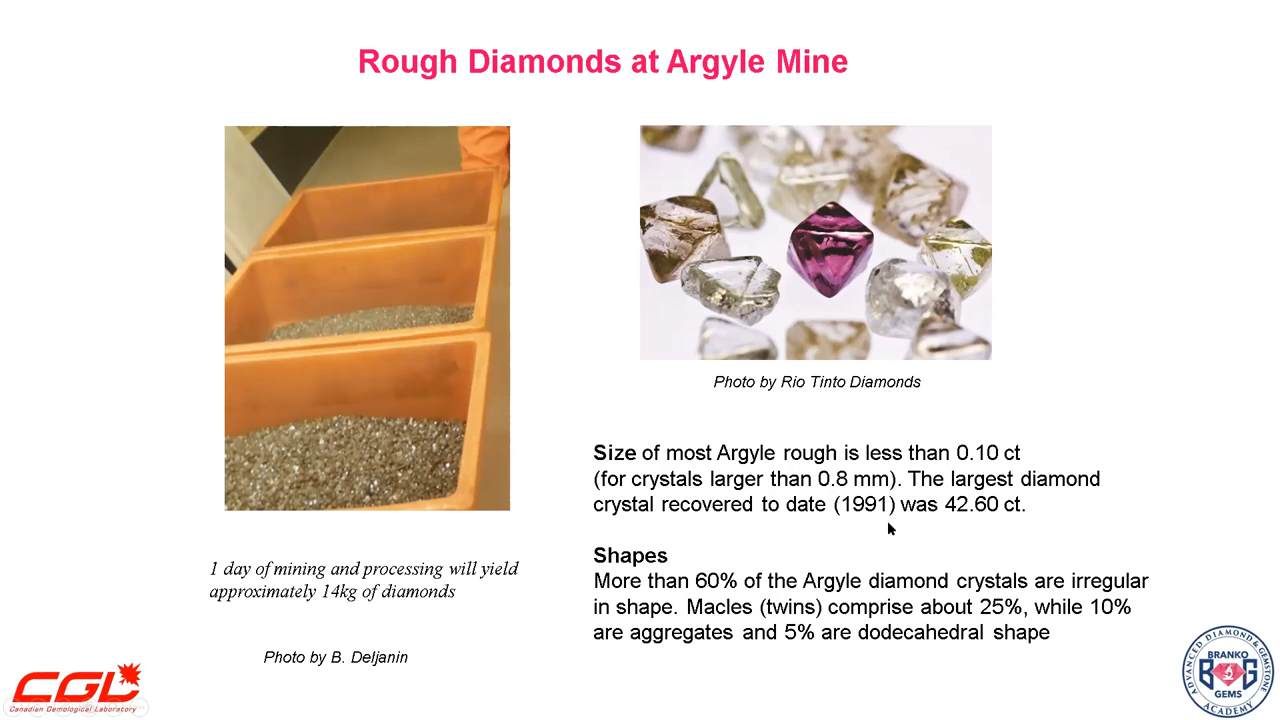 Rough Diamonds at Argyle Mine
Photo by Rio Tinto Diamonds
Size of most Argyle rough is less than 0.10 ct
(for crystals larger than 0.8 mm). The largest diamond
crystal recovered to date (1991) was 42.60 ct.
Shapes
More than 60% of the Argyle diamond crystals are irregular
in shape. Macles (twins) comprise about 25%, while 10%
are aggregates and 5% are dodecahedral shape
1 day of mining and processing will yield
approximately 14kg of diamonds
Photo by B. Deljanin
CGL
Canadian Gemological Laboratory
ADVANCED DIAMOND & GEMSTONE
BRANKO
BG
GEMS
ACADEMY